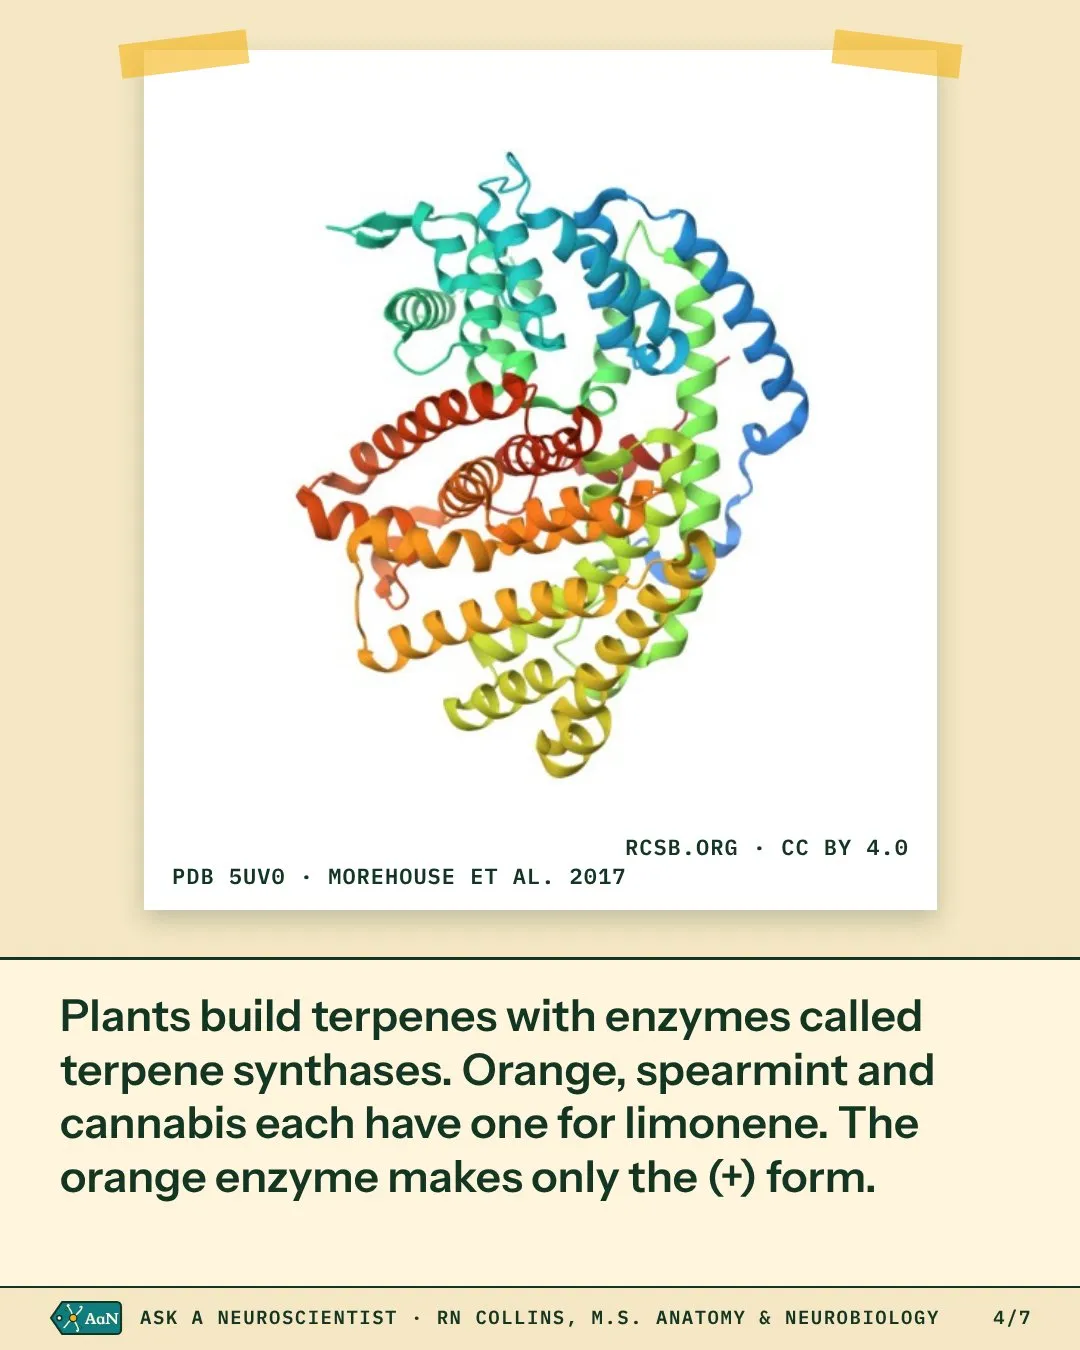 RCSB.ORG · CC BY 4.0
PDB 5UV0 · MOREHOUSE ET AL. 2017
Plants build terpenes with enzymes called
terpene synthases. Orange, spearmint and
cannabis each have one for limonene. The
orange enzyme makes only the (+) form.
AaN ASK A NEUROSCIENTIST · RN COLLINS, M.S. ANATOMY & NEUROBIOLOGY 4/7